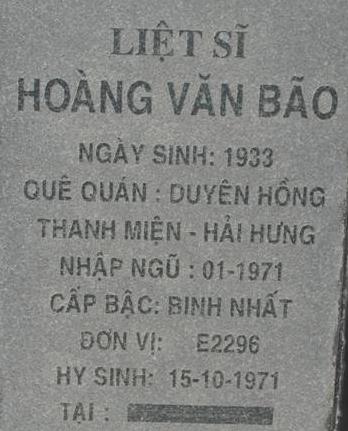 LIỆT SĨ
HOÀNG VĂN BÃO
NGÀY SINH: 1933
QUÊ QUÁN : DUYÊN HỒNG
THANH MIỆN - HẢI HƯNG
NHẬP NGŨ : 01-1971
CẤP BẬC: BINH NHẤT
ĐƠN VỊ: E2296
HY SINH: 15-10-1971
TẠI :